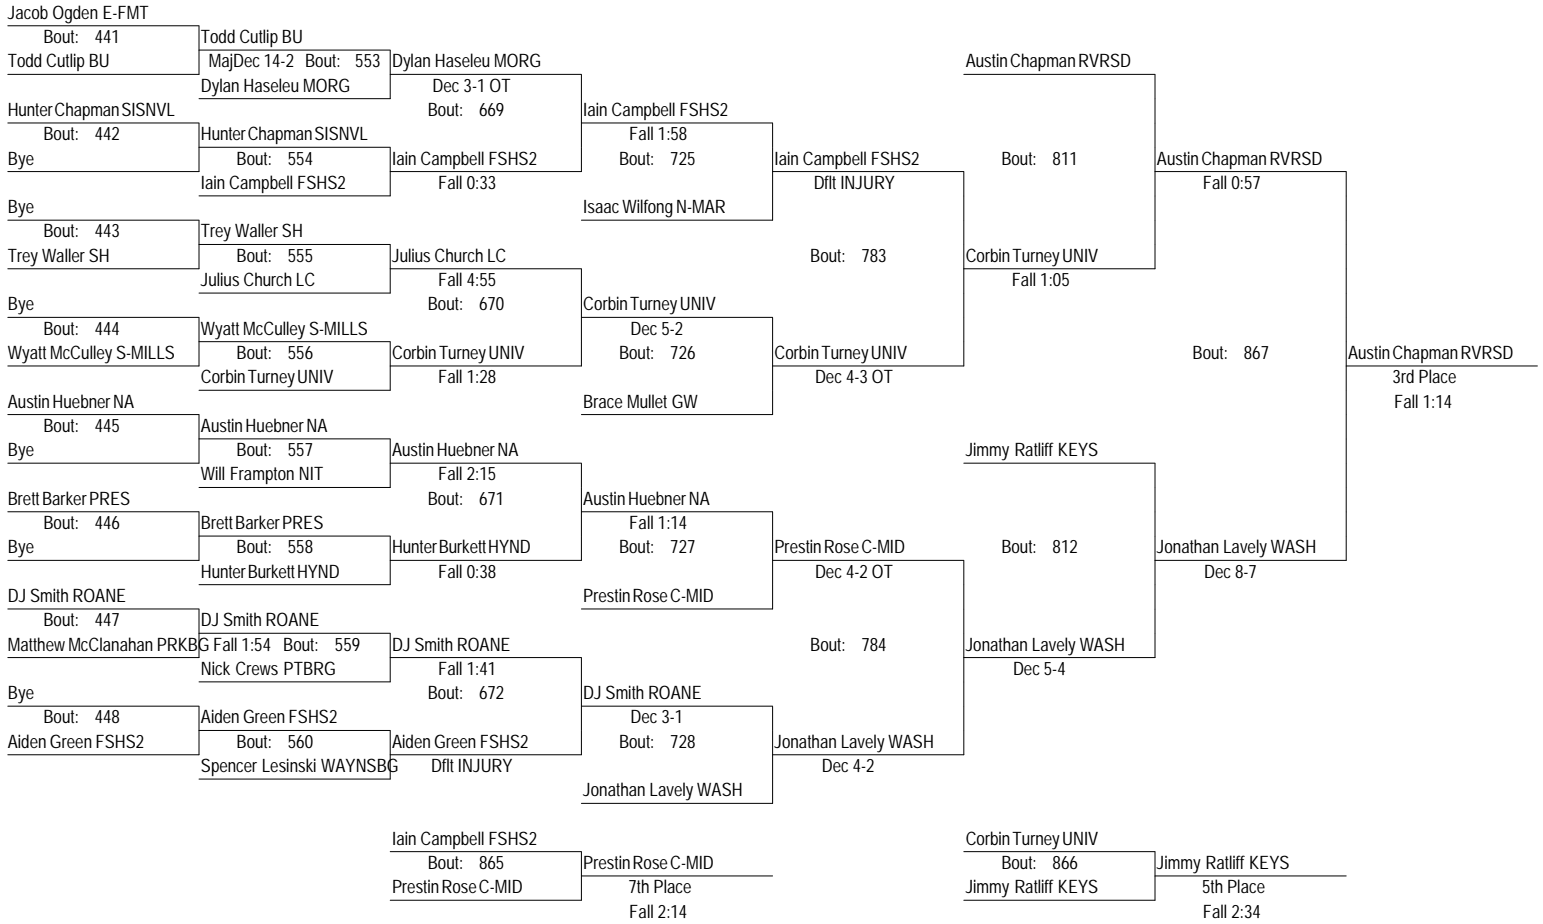 Jacob Ogden E-FMT
Bout: 441
Todd Cutlip BU
Hunter Chapman SISNVL
Bout: 442
Bye
Bye
Bout: 443
Trey Waller SH
Bye
Bout: 444
Wyatt McCulley S-MILLS
Austin Huebner NA
Bout: 445
Bye
Brett Barker PRES
Bout: 446
Bye
DJ Smith ROANE
Bout: 447
Matthew McClanahan PRKBG
Bye
Bout: 448
Aiden Green FSHS2
Todd Cutlip BU
MajDec 14-2 Bout: 553
Dylan Haseleu MORG
Hunter Chapman SISNVL
Bout: 554
Iain Campbell FSHS2
Trey Waller SH
Bout: 555
Julius Church LC
Wyatt McCulley S-MILLS
Bout: 556
Corbin Turney UNIV
Austin Huebner NA
Bout: 557
Will Frampton NIT
Brett Barker PRES
Bout: 558
Hunter Burkett HYND
DJ Smith ROANE
Fall 1:54 Bout: 559
Nick Crews PTBRG
Aiden Green FSHS2
Bout: 560
Spencer Lesinski WAYNSBG
Dylan Haseleu MORG
Dec 3-1 OT
Bout: 669
Iain Campbell FSHS2
Fall 0:33
Julius Church LC
Fall 4:55
Bout: 670
Corbin Turney UNIV
Fall 1:28
Austin Huebner NA
Fall 2:15
Bout: 671
Hunter Burkett HYND
Fall 0:38
DJ Smith ROANE
Fall 1:41
Bout: 672
Aiden Green FSHS2
Dflt INJURY
Iain Campbell FSHS2
Fall 1:58
Bout: 725
Isaac Wilfong N-MAR
Corbin Turney UNIV
Dec 5-2
Bout: 726
Brace Mullet GW
Austin Huebner NA
Fall 1:14
Bout: 727
Prestin Rose C-MID
DJ Smith ROANE
Dec 3-1
Bout: 728
Jonathan Lavely WASH
Iain Campbell FSHS2
Dflt INJURY
Bout: 783
Corbin Turney UNIV
Dec 4-3 OT
Prestin Rose C-MID
Dec 4-2 OT
Bout: 784
Jonathan Lavely WASH
Dec 4-2
Austin Chapman RVRSD
Bout: 811
Corbin Turney UNIV
Fall 1:05
Jimmy Ratliff KEYS
Bout: 812
Jonathan Lavely WASH
Dec 5-4
Austin Chapman RVRSD
Fall 0:57
Bout: 867
Jonathan Lavely WASH
Dec 8-7
Austin Chapman RVRSD
3rd Place
Fall 1:14
Iain Campbell FSHS2
Bout: 865
Prestin Rose C-MID
Prestin Rose C-MID
7th Place
Fall 2:14
Corbin Turney UNIV
Bout: 866
Jimmy Ratliff KEYS
Jimmy Ratliff KEYS
5th Place
Fall 2:34